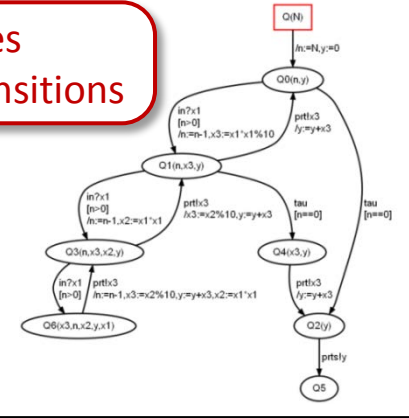 es
nsitions
Q(N)
/n:=N,y:=0
Q0(n,y)
in?x1
[n>0]
/n:=n-1,x3:=x1*x1%10
prt!x3
/y:=y+x3
Q1(n,x3,y)
in?x1
[n>0]
/n:=n-1,x2:=x1*x1
prt!x3
/x3:=x2%10,y:=y+x3
tau
[n==0]
tau
[n==0]
Q3(n,x3,x2,y)
Q4(x3,y)
in?x1
[n>0]
prt!x3
/n:=n-1,x3:=x2%10,y:=y+x3,x2:=x1*x1
prt!x3
/y:=y+x3
Q6(x3,n,x2,y,x1)
Q2(y)
prts!y
Q5